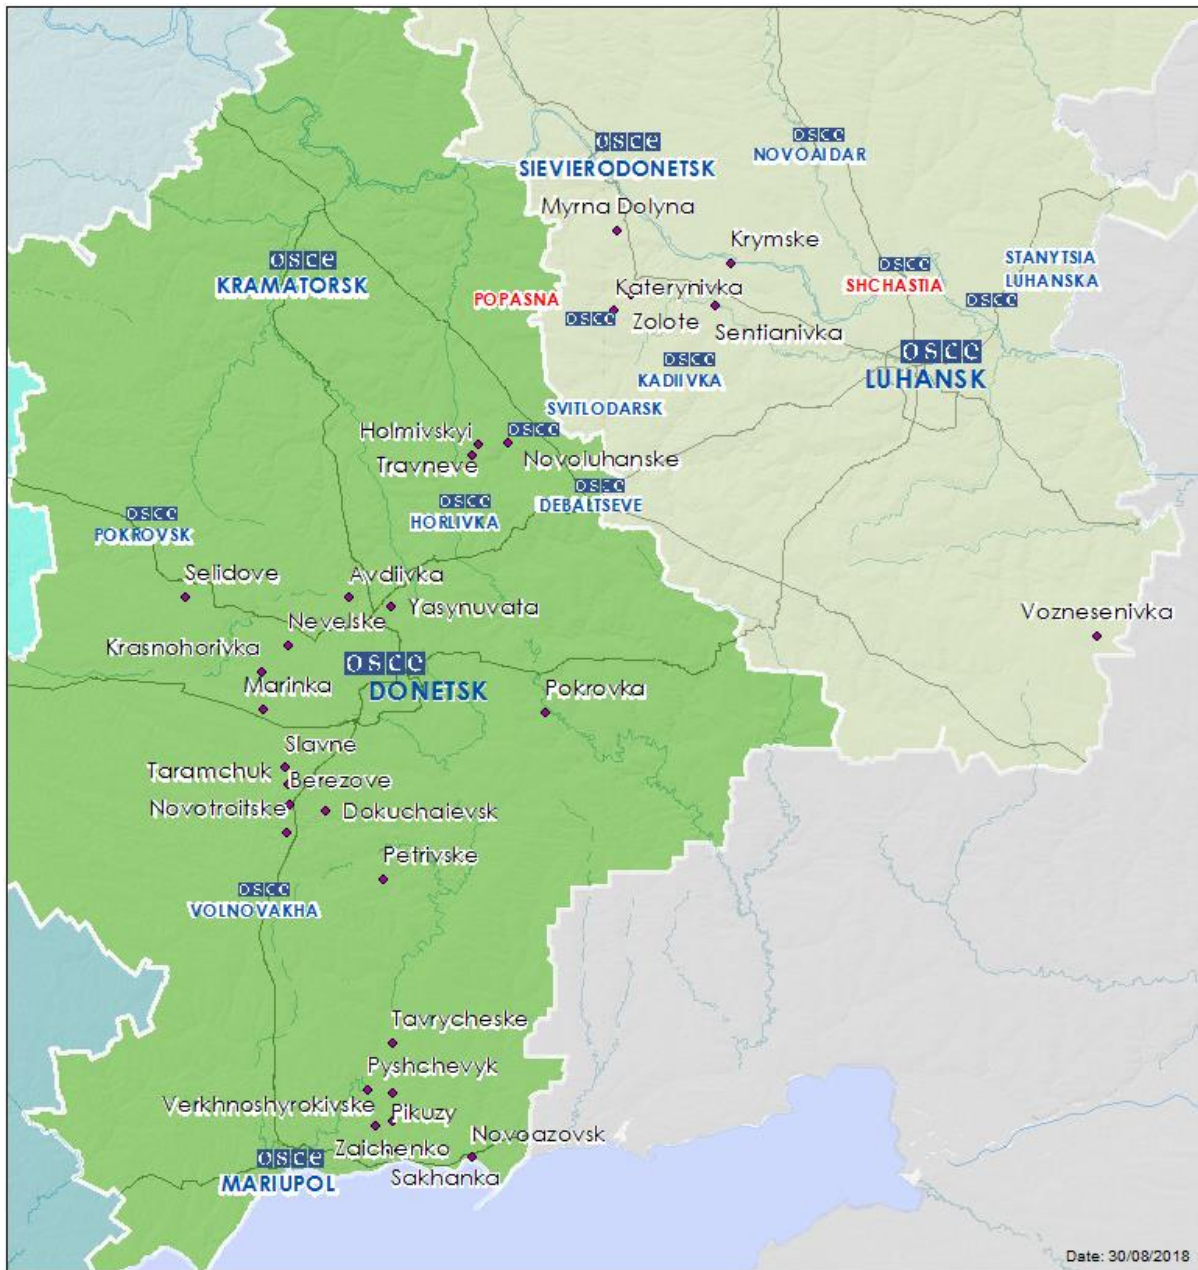 osce
SIEVIERODONETSK
osce
NOVOAIDAR
Myrna Dolyna
Krymske
osce
KRAMATORSK
POPASNA
Katerynivka
osce
Zolote
Sentianivka
osce
SHCHASTIA
STANYTSIA
LUHANSKA
osce
osce
LUHANSK
osce
KADIIVKA
SVITLODARSK
osce
Holmivskyi
Travneve
Novoluhanske
osce
HORLIVKA
osce
DEBALTSEVE
osce
POKROVSK
Selidove
Avdiivka
Yasynuvata
Nevelske
Krasnohorivka
Marinka
osce
DONETSK
Pokrovka
Voznesenivka
Slavne
Taramchuk
Berezove
Novotroitske
Dokuchaievsk
Petrivske
osce
VOLNOVAKHA
Tavrycheske
Pyshchevyk
Verkhnoshyrokivske
Pikuzy
Zaichenko
Novoazovsk
Sakhanka
osce
MARIUPOL
Date: 30/08/2018